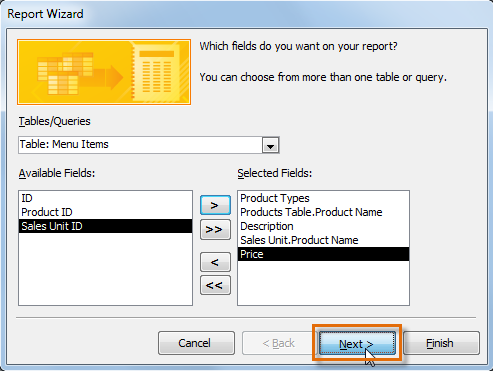 Report Wizard
Which fields do you want on your report?
You can choose from more than one table or query.
Tables/Queries
Table: Menu Items
Available Fields:
Selected Fields:
ID
Product ID
Sales Unit ID
>
>>
<
<<
Product Types
Products Table.Product Name
Description
Sales Unit.Product Name
Price
Cancel
< Back
Next >
Finish